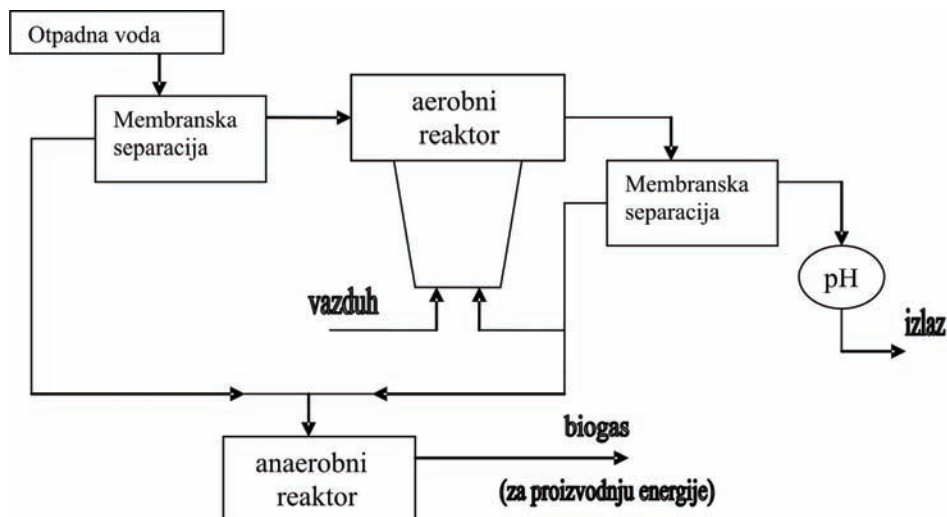 Otpadna voda
Membranska
separacija
aerobni
reaktor
Membranska
separacija
pH
vazduh
izlaz
anaerobni
reaktor
biogas
(za proizvodnju energije)